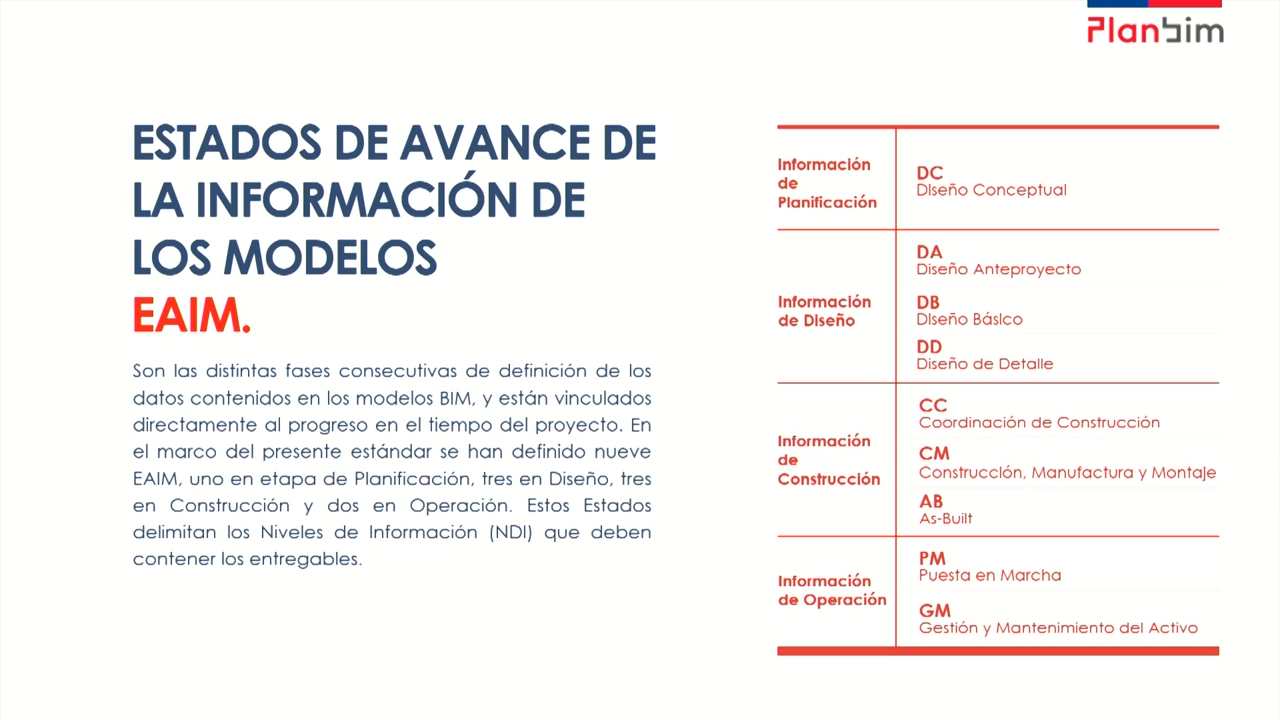 Planbim
ESTADOS DE AVANCE DE
LA INFORMACIÓN DE
LOS MODELOS
EAIM.
Son las distintas fases consecutivas de definición de los
datos contenidos en los modelos BIM, y están vinculados
directamente al progreso en el tiempo del proyecto. En
el marco del presente estándar se han definido nueve
EAIM, uno en etapa de Planificación, tres en Diseño, tres
en Construcción y dos en Operación. Estos Estados
delimitan los Niveles de Información (NDI) que deben
contener los entregables.
Información
de
Planificación
DC
Diseño Conceptual
Información
de Diseño
DA
Diseño Anteproyecto
DB
Diseño Básico
DD
Diseño de Detalle
Información
de
Construcción
CC
Coordinación de Construcción
CM
Construcción, Manufactura y Montaje
AB
As-Built
Información
de Operación
PM
Puesta en Marcha
GM
Gestión y Mantenimiento del Activo